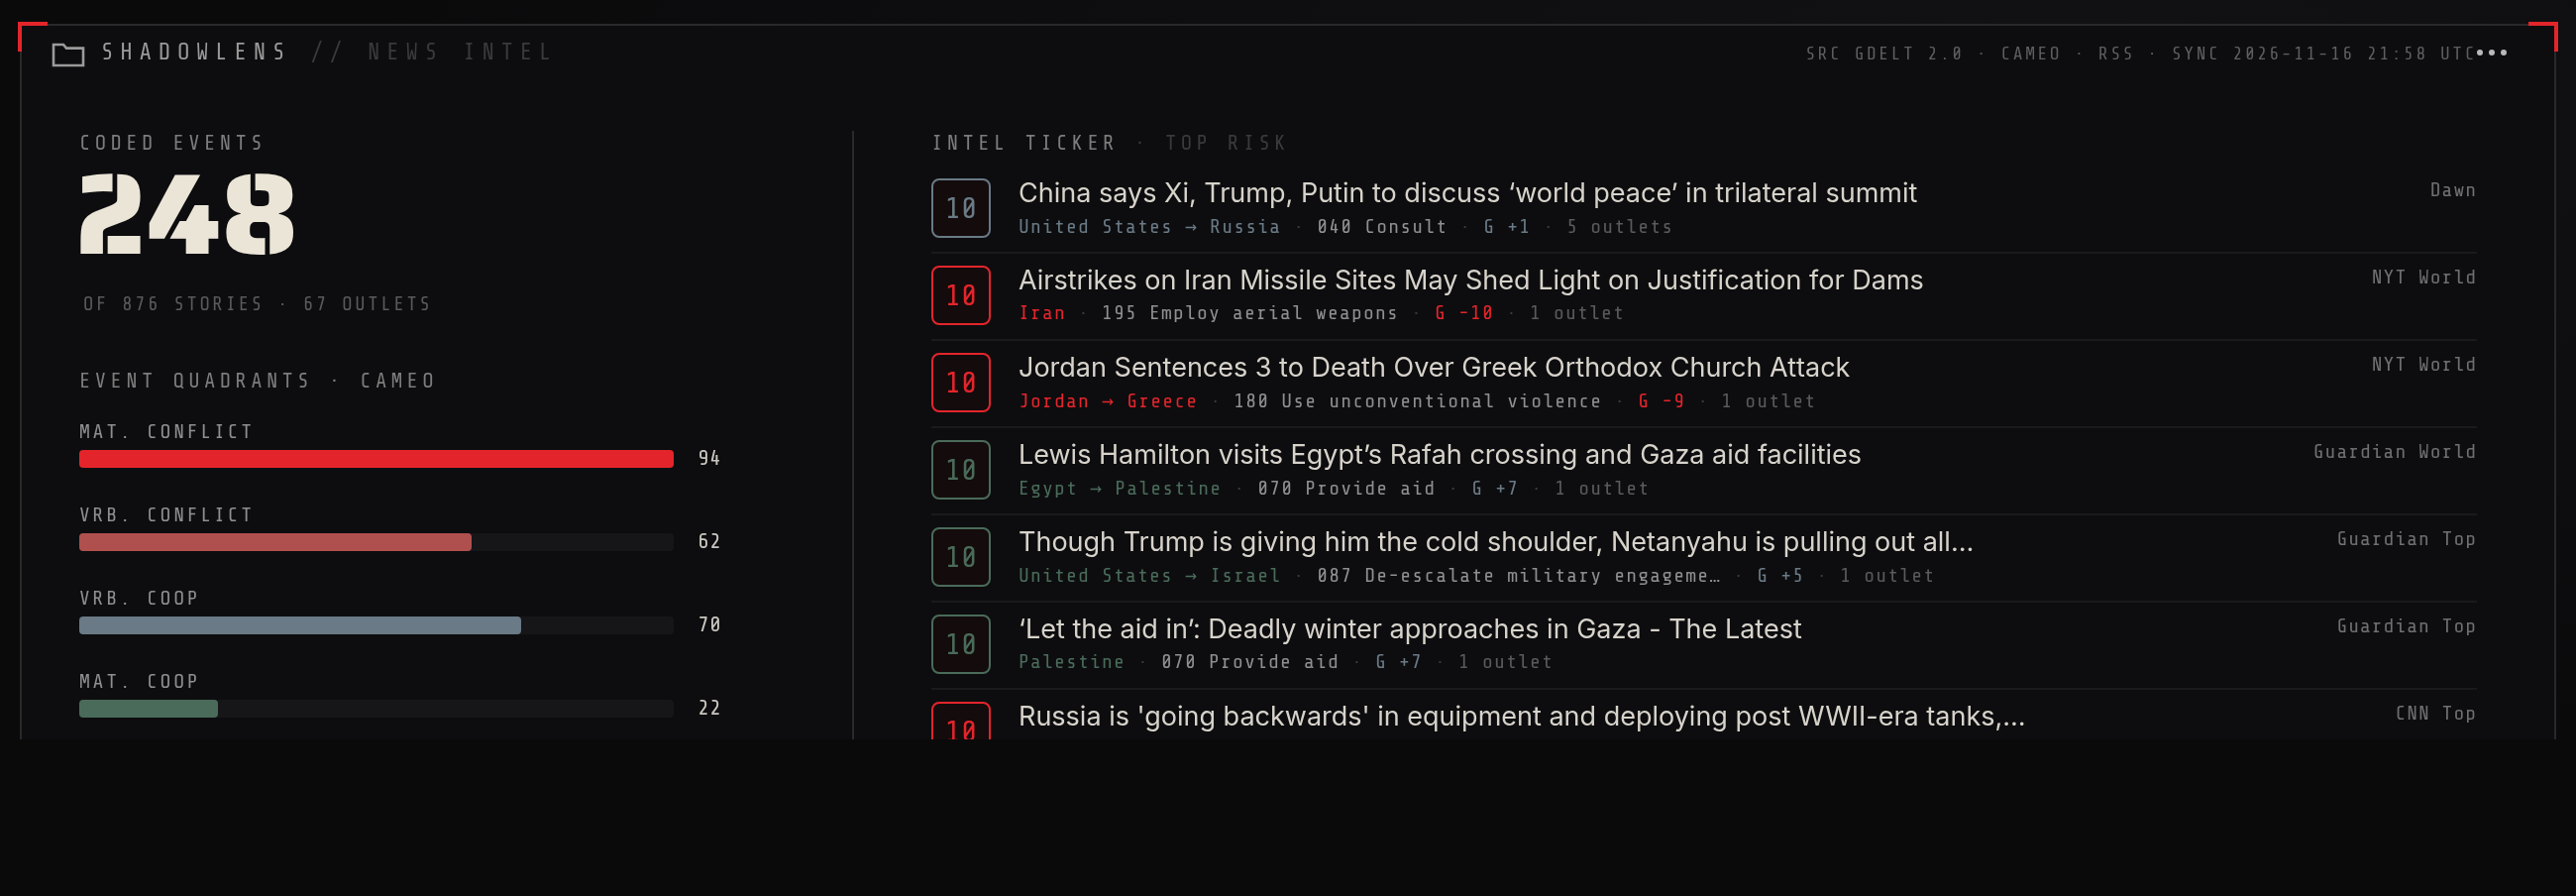 SHADOWLENS // NEWS INTEL
SRC GDELT 2.0 · CAMEO · RSS · SYNC 2026-11-16 21:58 UTC
CODED EVENTS
248
OF 876 STORIES · 67 OUTLETS
EVENT QUADRANTS · CAMEO
MAT. CONFLICT
94
VRB. CONFLICT
62
VRB. COOP
70
MAT. COOP
22
INTEL TICKER · TOP RISK
10
China says Xi, Trump, Putin to discuss ‘world peace’ in trilateral summit
Dawn
United States → Russia · 040 Consult · G +1 · 5 outlets
10
Airstrikes on Iran Missile Sites May Shed Light on Justification for Dams
NYT World
Iran · 195 Employ aerial weapons · G -10 · 1 outlet
10
Jordan Sentences 3 to Death Over Greek Orthodox Church Attack
NYT World
Jordan → Greece · 180 Use unconventional violence · G -9 · 1 outlet
10
Lewis Hamilton visits Egypt’s Rafah crossing and Gaza aid facilities
Guardian World
Egypt → Palestine · 070 Provide aid · G +7 · 1 outlet
10
Though Trump is giving him the cold shoulder, Netanyahu is pulling out all...
Guardian Top
United States → Israel · 087 De-escalate military engageme… · G +5 · 1 outlet
10
‘Let the aid in’: Deadly winter approaches in Gaza - The Latest
Guardian Top
Palestine · 070 Provide aid · G +7 · 1 outlet
10
Russia is 'going backwards' in equipment and deploying post WWII-era tanks,...
CNN Top